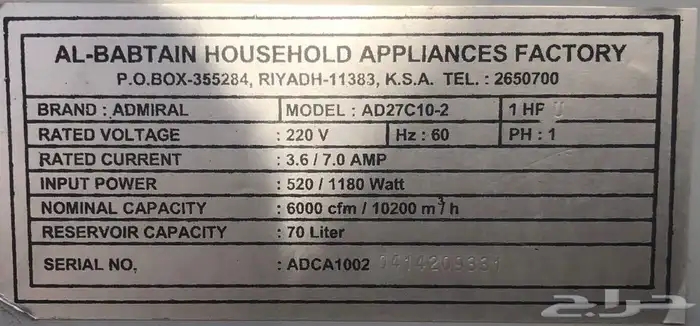 AL-BABTAIN HOUSEHOLD APPLIANCES FACTORY
P.O.BOX-355284, RIYADH-11383, K.S.A. TEL. : 2650700
BRAND : ADMIRAL MODEL : AD27C10-2 1 HP
RATED VOLTAGE : 220 V Hz : 60 PH : 1
RATED CURRENT : 3.6 / 7.0 AMP
INPUT POWER : 520 / 1180 Watt
NOMINAL CAPACITY : 6000 cfm / 10200 m³/ h
RESERVOIR CAPACITY : 70 Liter
SERIAL NO, : ADCA1002
حراج